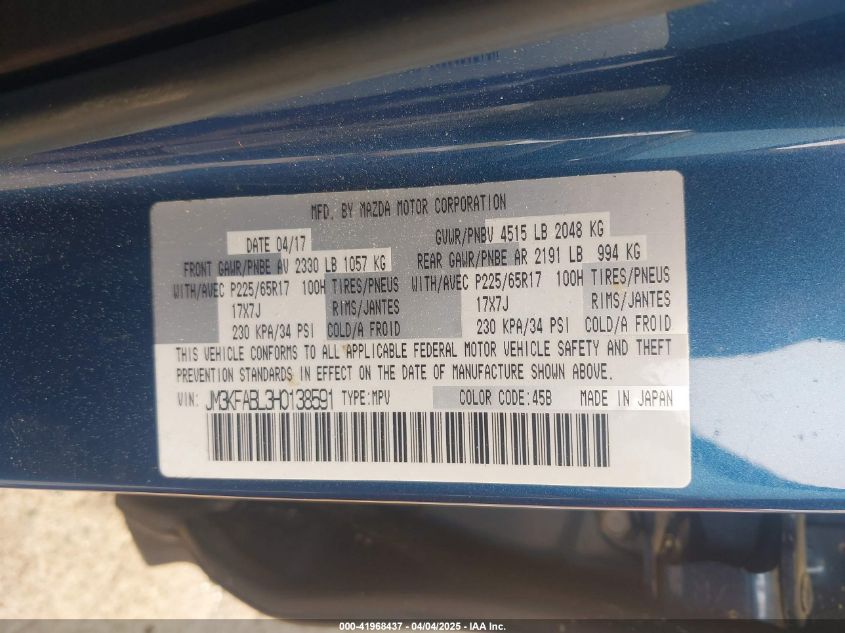 MFD. BY MAZDA MOTOR CORPORATION
DATE 04/17 GVWR/PNBV 4515 LB 2048 KG
FRONT GAWR/PNBE AV 2330 LB 1057 KG REAR GAWR/PNBE AR 2191 LB 994 KG
WITH/AVEC P225/65R17 100H TIRES/PNEUS WITH/AVEC P225/65R17 100H TIRES/PNEUS
17X7J RIMS/JANTES 17X7J RIMS/JANTES
230 KPA/34 PSI COLD/A FROID 230 KPA/34 PSI COLD/A FROID
THIS VEHICLE CONFORMS TO ALL APPLICABLE FEDERAL MOTOR VEHICLE SAFETY AND THEFT
PREVENTION STANDARDS IN EFFECT ON THE DATE OF MANUFACTURE SHOWN ABOVE.
VIN: JM3KFABL3H0138591 TYPE:MPV COLOR CODE:45B MADE IN JAPAN
000-41968437 - 04/04/2025 - IAA Inc.